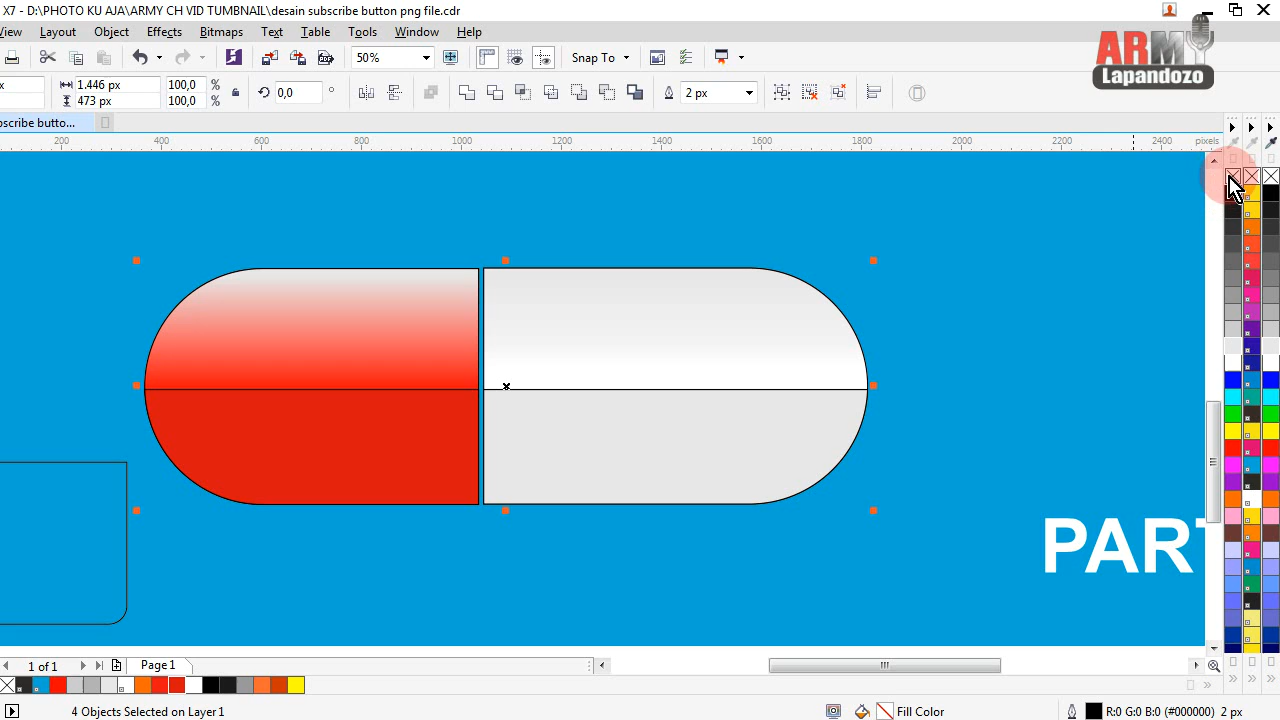 X7 - D:\PHOTO KU AJA\ARMY CH VID TUMBNAIL\desain subscribe button png file.cdr
View Layout Object Effects Bitmaps Text Table Tools Window Help
ARMY
Lapandozo
50% Snap To
x 1.446 px 100,0 %
473 px 100,0 %
0,0 °
2 px
scribe butto...
200 400 600 800 1000 1200 1400 1600 1800 2000 2200 2400 pixels
PART
1 of 1 Page 1
4 Objects Selected on Layer 1 Fill Color R:0 G:0 B:0 (#000000) 2 px